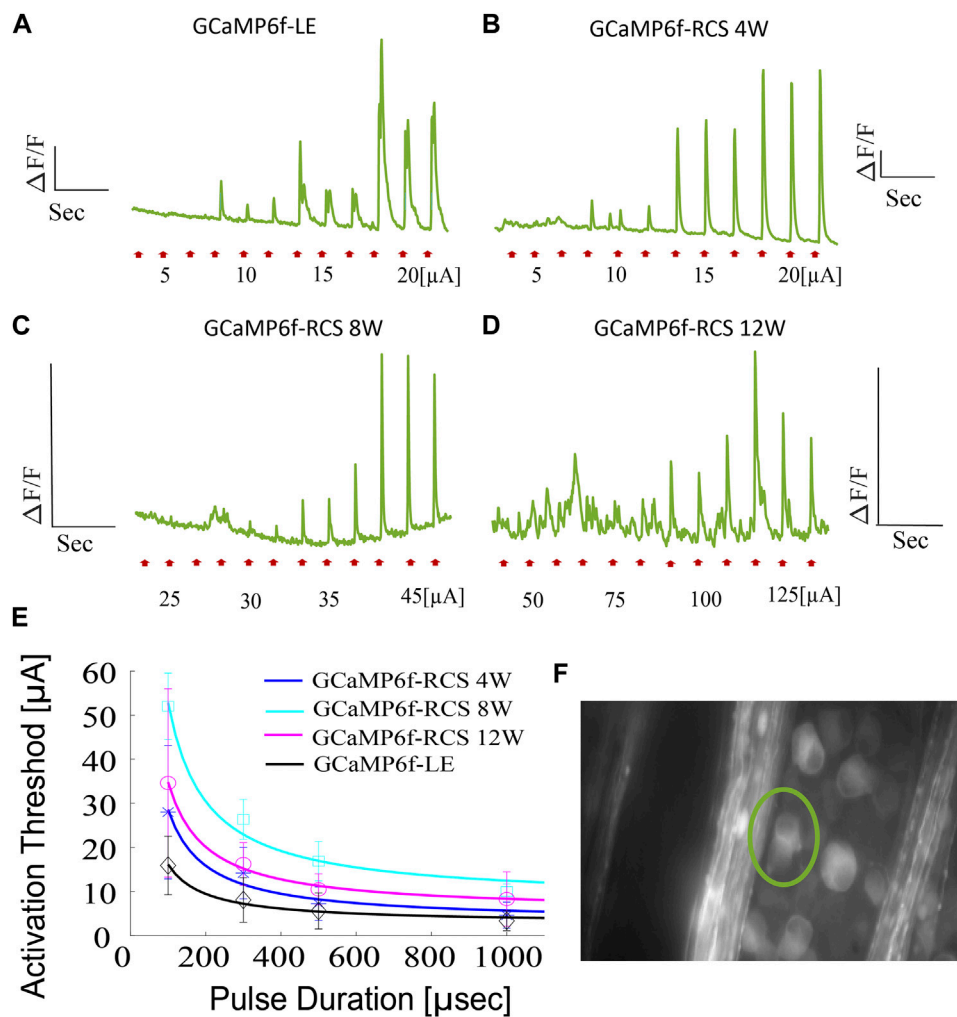 A
GCaMP6f-LE
ΔF/F
Sec
5 10 15 20[µA]
B
GCaMP6f-RCS 4W
ΔF/F
Sec
5 10 15 20[µA]
C
GCaMP6f-RCS 8W
ΔF/F
Sec
25 30 35 45[µA]
D
GCaMP6f-RCS 12W
ΔF/F
Sec
50 75 100 125[µA]
E
Activation Threshod [µA]
60
50
40
30
20
10
0
0 200 400 600 800 1000
Pulse Duration [µsec]
GCaMP6f-RCS 4W
GCaMP6f-RCS 8W
GCaMP6f-RCS 12W
GCaMP6f-LE
F